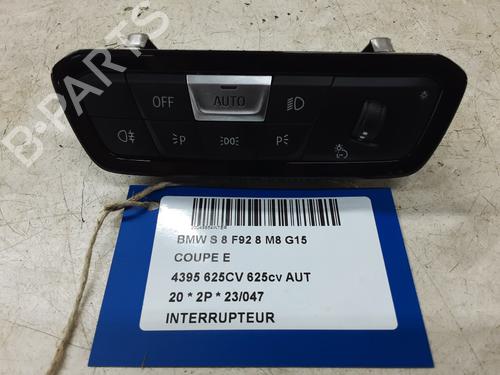 OFF
AUTO
P
P
BMW S 8 F92 8 M8 G15
COUPE E
4395 625CV 625cv AUT
20 * 2P * 23/047
INTERRUPTEUR
B-PARTS